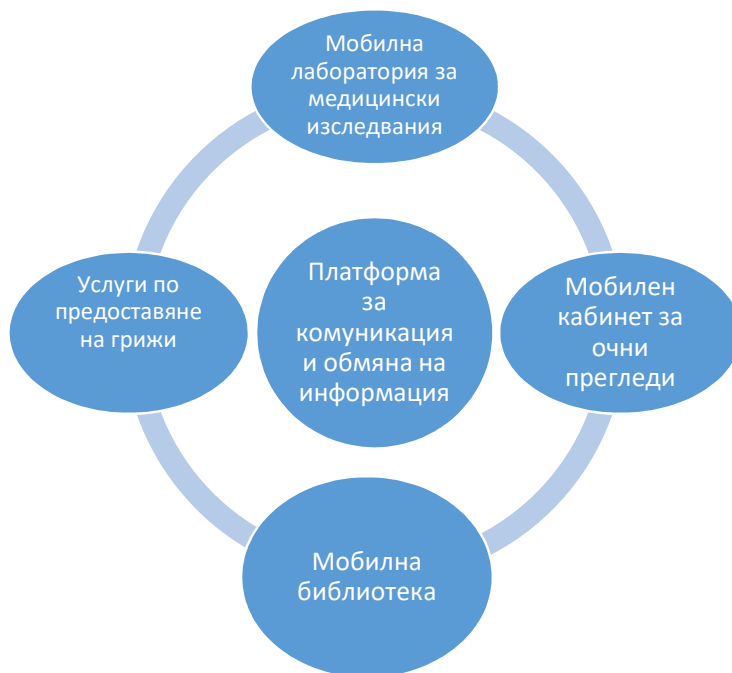 Мобилна
лаборатория за
медицински
изследвания
Услуги по
предоставяне
на грижи
Платформа
за
комуникация
и обмяна на
информация
Мобилен
кабинет за
очни
прегледи
Мобилна
библиотека